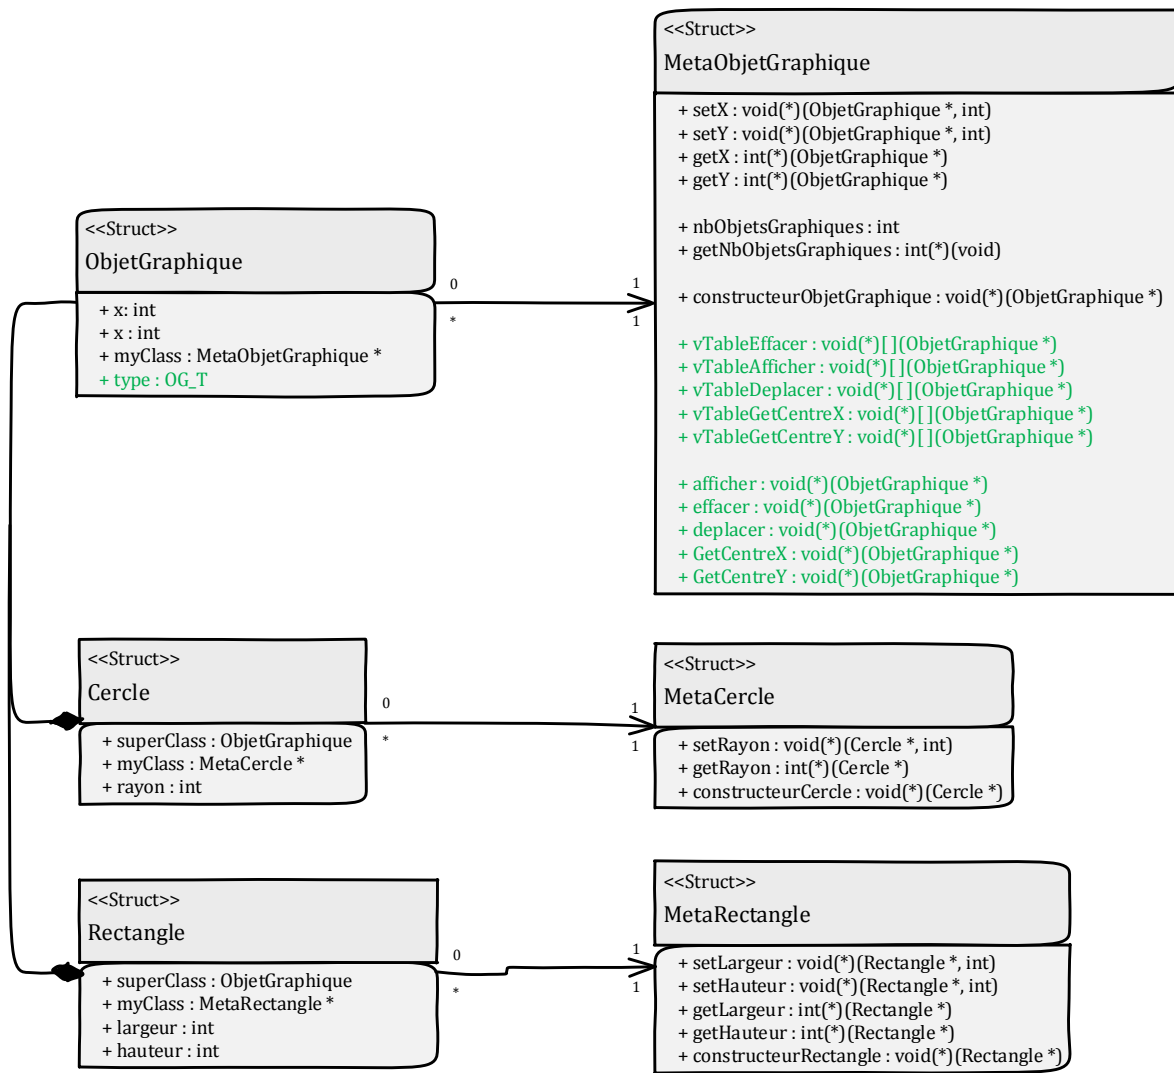 <<Struct>>
MetaObjetGraphique
+ setX : void(*)(ObjetGraphique *, int)
+ setY : void(*)(ObjetGraphique *, int)
+ getX : int(*)(ObjetGraphique *)
+ getY : int(*)(ObjetGraphique *)
+ nbObjetsGraphiques : int
+ getNbObjetsGraphiques : int(*)(void)
+ constructeurObjetGraphique : void(*)(ObjetGraphique *)
+ vTableEffacer : void(*)[](ObjetGraphique *)
+ vTableAfficher : void(*)[](ObjetGraphique *)
+ vTableDeplacer : void(*)[](ObjetGraphique *)
+ vTableGetCentreX : void(*)[](ObjetGraphique *)
+ vTableGetCentreY : void(*)[](ObjetGraphique *)
+ afficher : void(*)(ObjetGraphique *)
+ effacer : void(*)(ObjetGraphique *)
+ deplacer : void(*)(ObjetGraphique *)
+ GetCentreX : void(*)(ObjetGraphique *)
+ GetCentreY : void(*)(ObjetGraphique *)
<<Struct>>
ObjetGraphique
+ x: int
+ x : int
+ myClass : MetaObjetGraphique *
+ type : OG_T
0
*
1
1
<<Struct>>
Cercle
+ superClass : ObjetGraphique
+ myClass : MetaCercle *
+ rayon : int
0
*
1
1
<<Struct>>
MetaCercle
+ setRayon : void(*)(Cercle *, int)
+ getRayon : int(*)(Cercle *)
+ constructeurCercle : void(*)(Cercle *)
<<Struct>>
Rectangle
+ superClass : ObjetGraphique
+ myClass : MetaRectangle *
+ largeur : int
+ hauteur : int
0
*
1
1
<<Struct>>
MetaRectangle
+ setLargeur : void(*)(Rectangle *, int)
+ setHauteur : void(*)(Rectangle *, int)
+ getLargeur : int(*)(Rectangle *)
+ getHauteur : int(*)(Rectangle *)
+ constructeurRectangle : void(*)(Rectangle *)